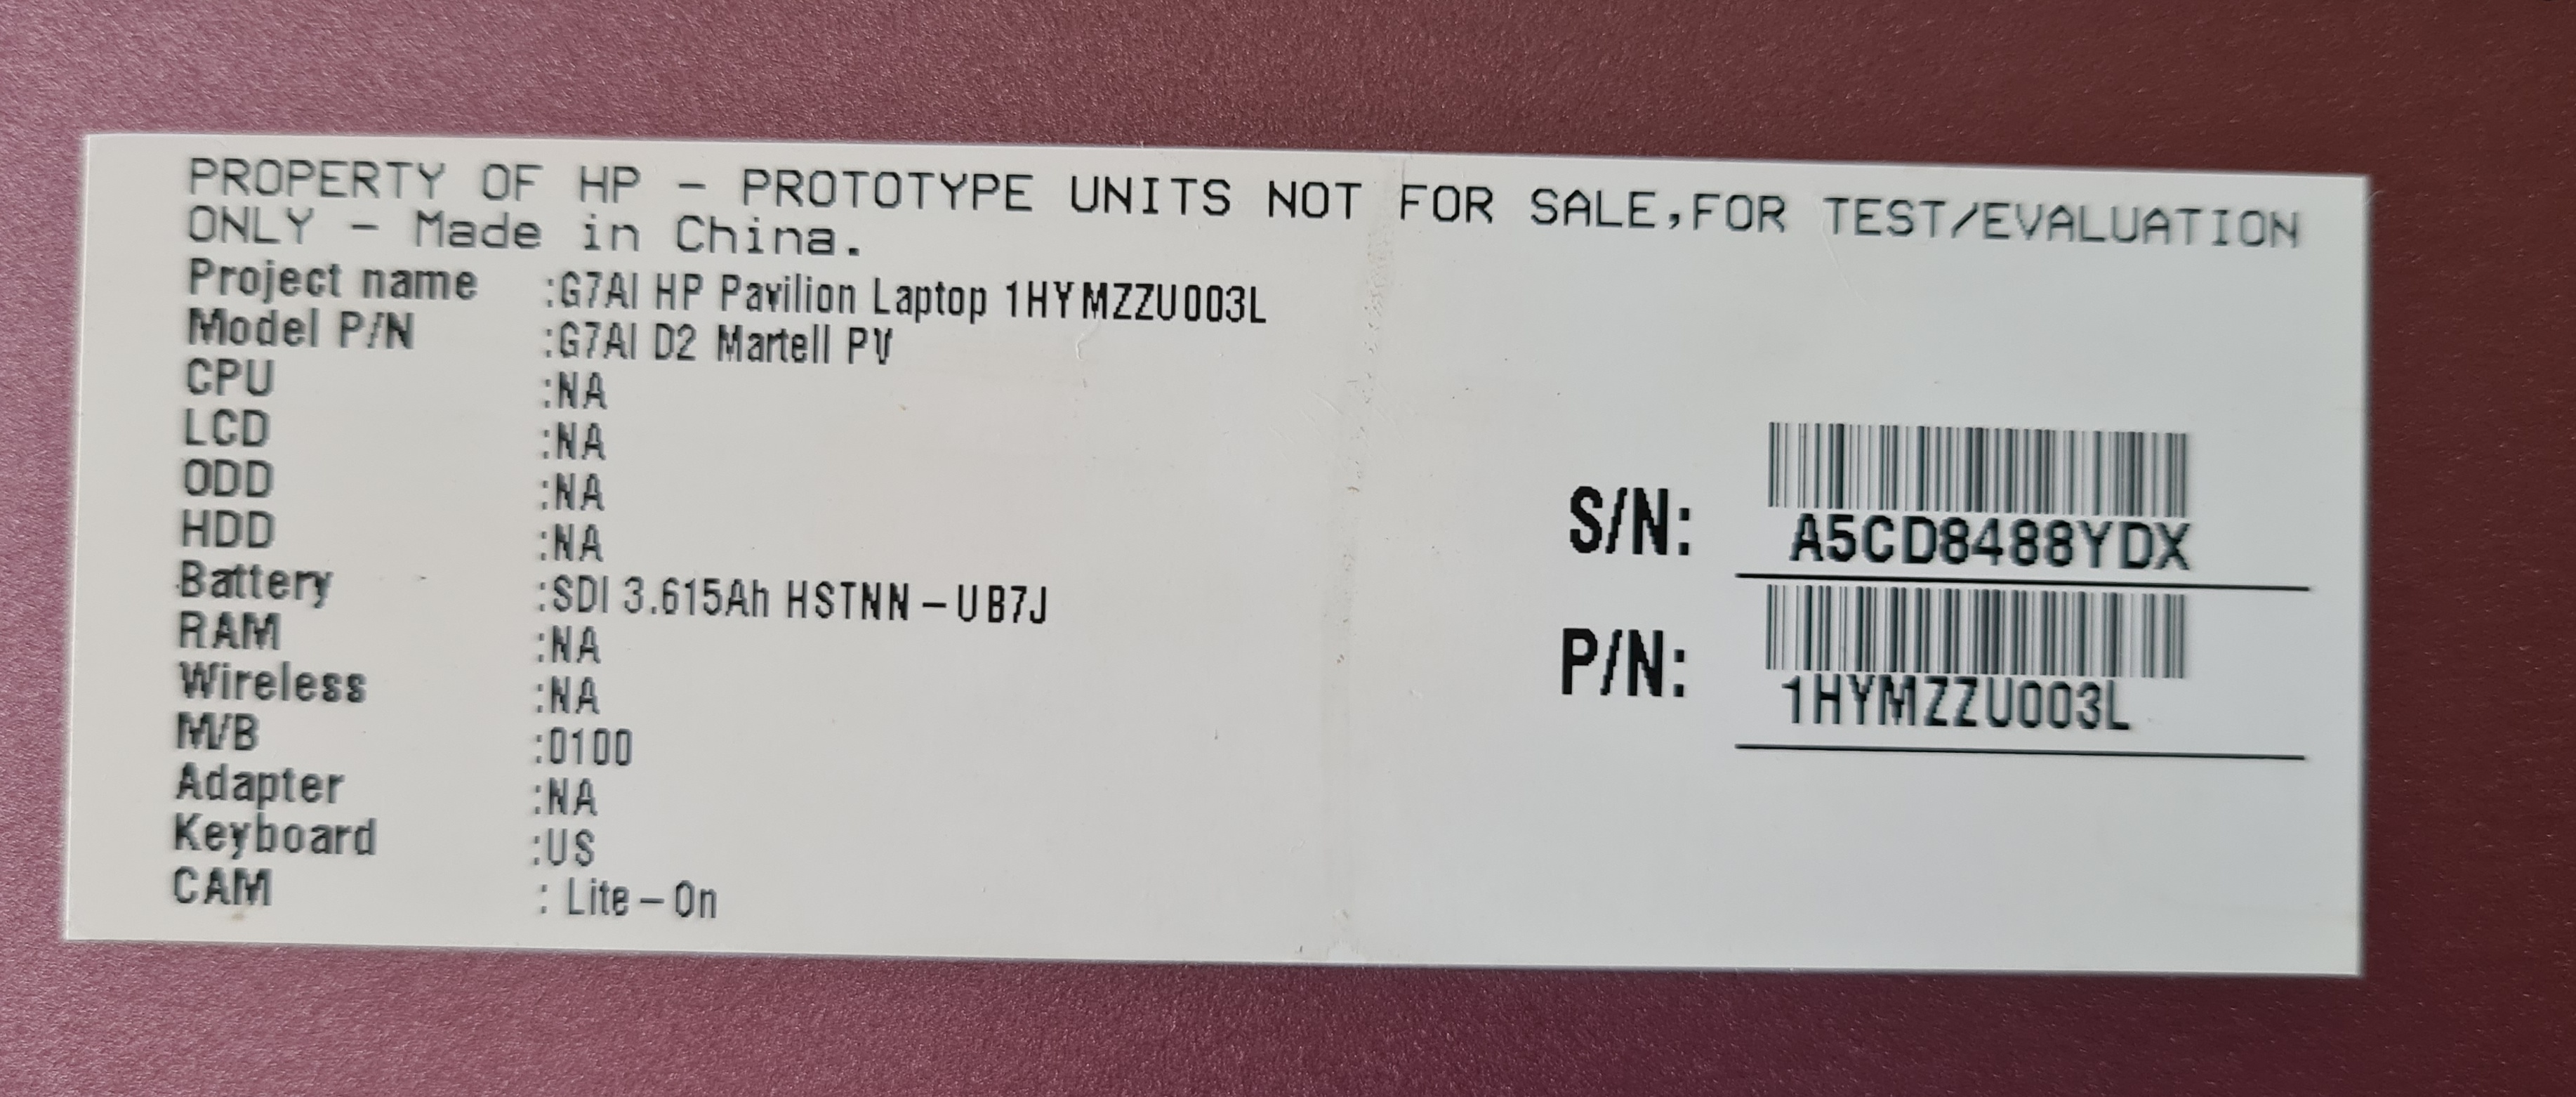 PROPERTY OF HP - PROTOTYPE UNITS NOT FOR SALE,FOR TEST/EVALUATION
ONLY - Made in China.
Project name :G7AI HP Pavilion Laptop 1HYMZZU003L
Model P/N :G7AI D2 Martell PV
CPU :NA
LCD :NA
ODD :NA
HDD :NA
Battery :SDI 3.615Ah HSTNN-UB7J
RAM :NA
Wireless :NA
M/B :0100
Adapter :NA
Keyboard :US
CAM : Lite-On
S/N: A5CD8488YDX
P/N: 1HYMZZU003L